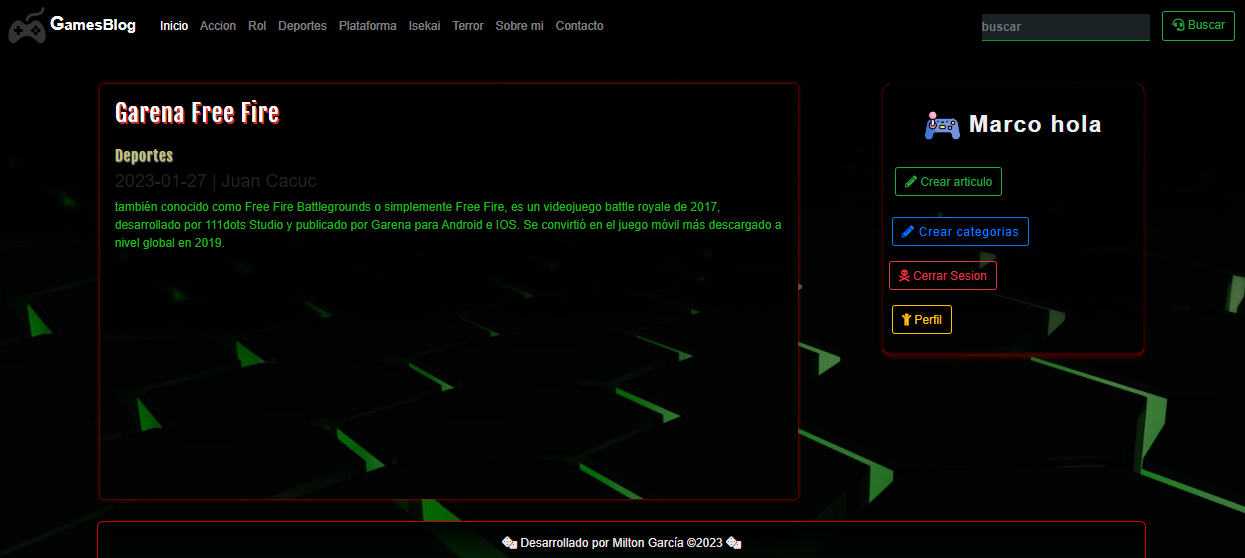 GamesBlog Inicio Accion Rol Deportes Plataforma Isekai Terror Sobre mi Contacto buscar Buscar
Garena Free Fire
Deportes
2023-01-27 | Juan Cacuc
también conocido como Free Fire Battlegrounds o simplemente Free Fire, es un videojuego battle royale de 2017,
desarrollado por 111dots Studio y publicado por Garena para Android e IOS. Se convirtió en el juego móvil más descargado a
nivel global en 2019.
Marco hola
Crear articulo
Crear categorias
Cerrar Sesion
Perfil
Desarrollado por Milton García ©2023